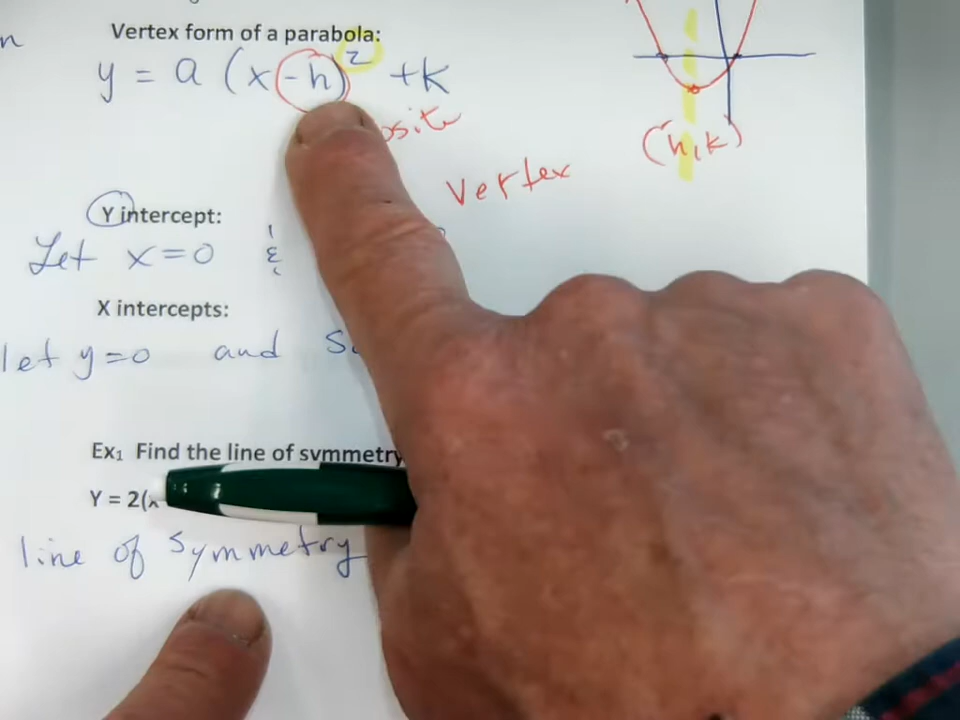 n
Vertex form of a parabola:
y = a (x - h)² + k
osite
(h, k)
Vertex
Y intercept:
Let x = 0 &
X intercepts:
let y = 0 and
Ex1 Find the line of symmetry
Y = 2(
line of symmetry